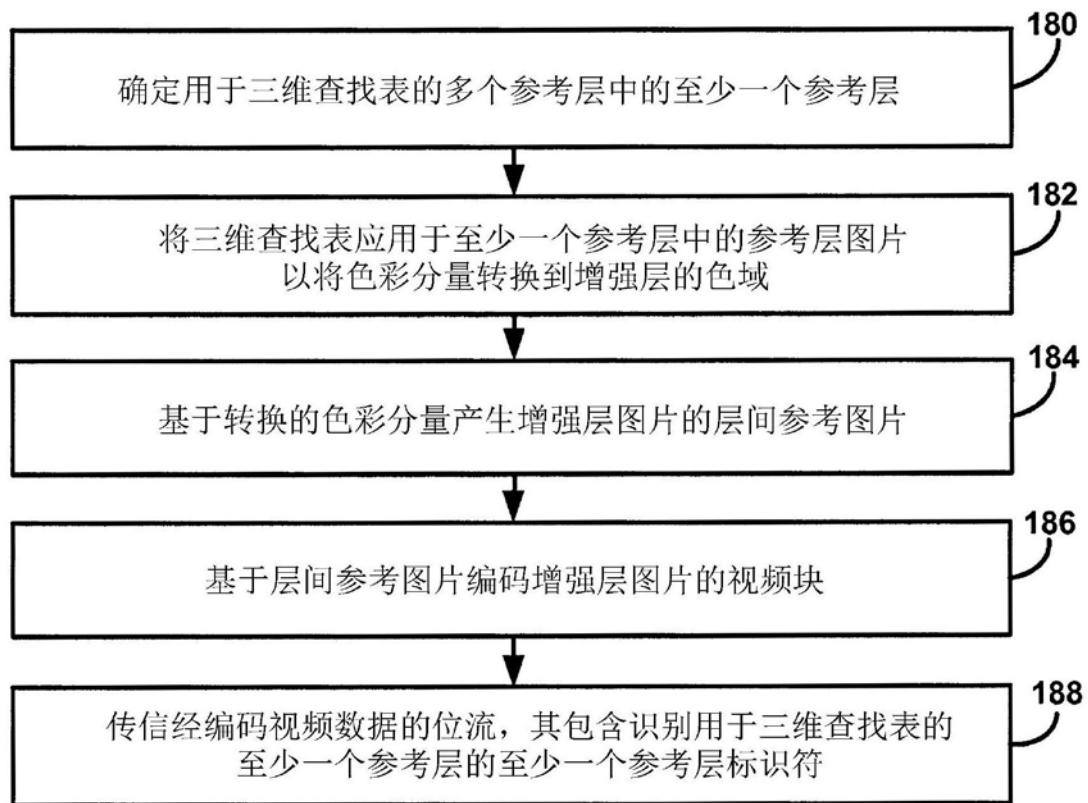 180
确定用于三维查找表的多个参考层中的至少一个参考层
182
将三维查找表应用于至少一个参考层中的参考层图片
以将色彩分量转换到增强层的色域
184
基于转换的色彩分量产生增强层图片的层间参考图片
186
基于层间参考图片编码增强层图片的视频块
188
传信经编码视频数据的位流，其包含识别用于三维查找表的
至少一个参考层的至少一个参考层标识符